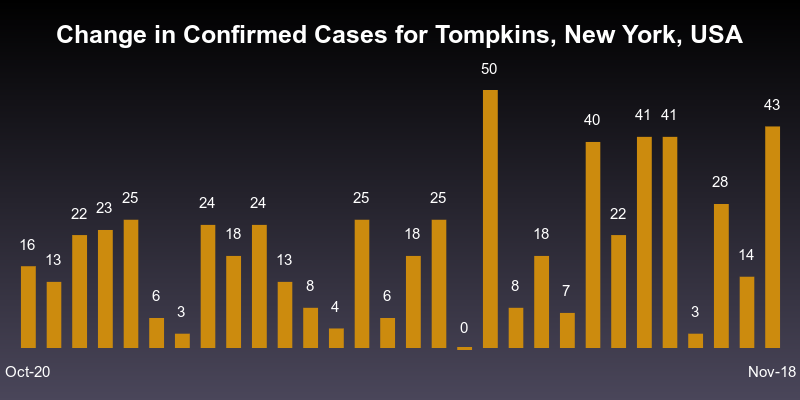 Change in Confirmed Cases for Tompkins, New York, USA
16 13 22 23 25 6 3 24 18 24 13 8 4 25 6 18 25 0 50 8 18 7 40 22 41 41 3 28 14 43
Oct-20 Nov-18